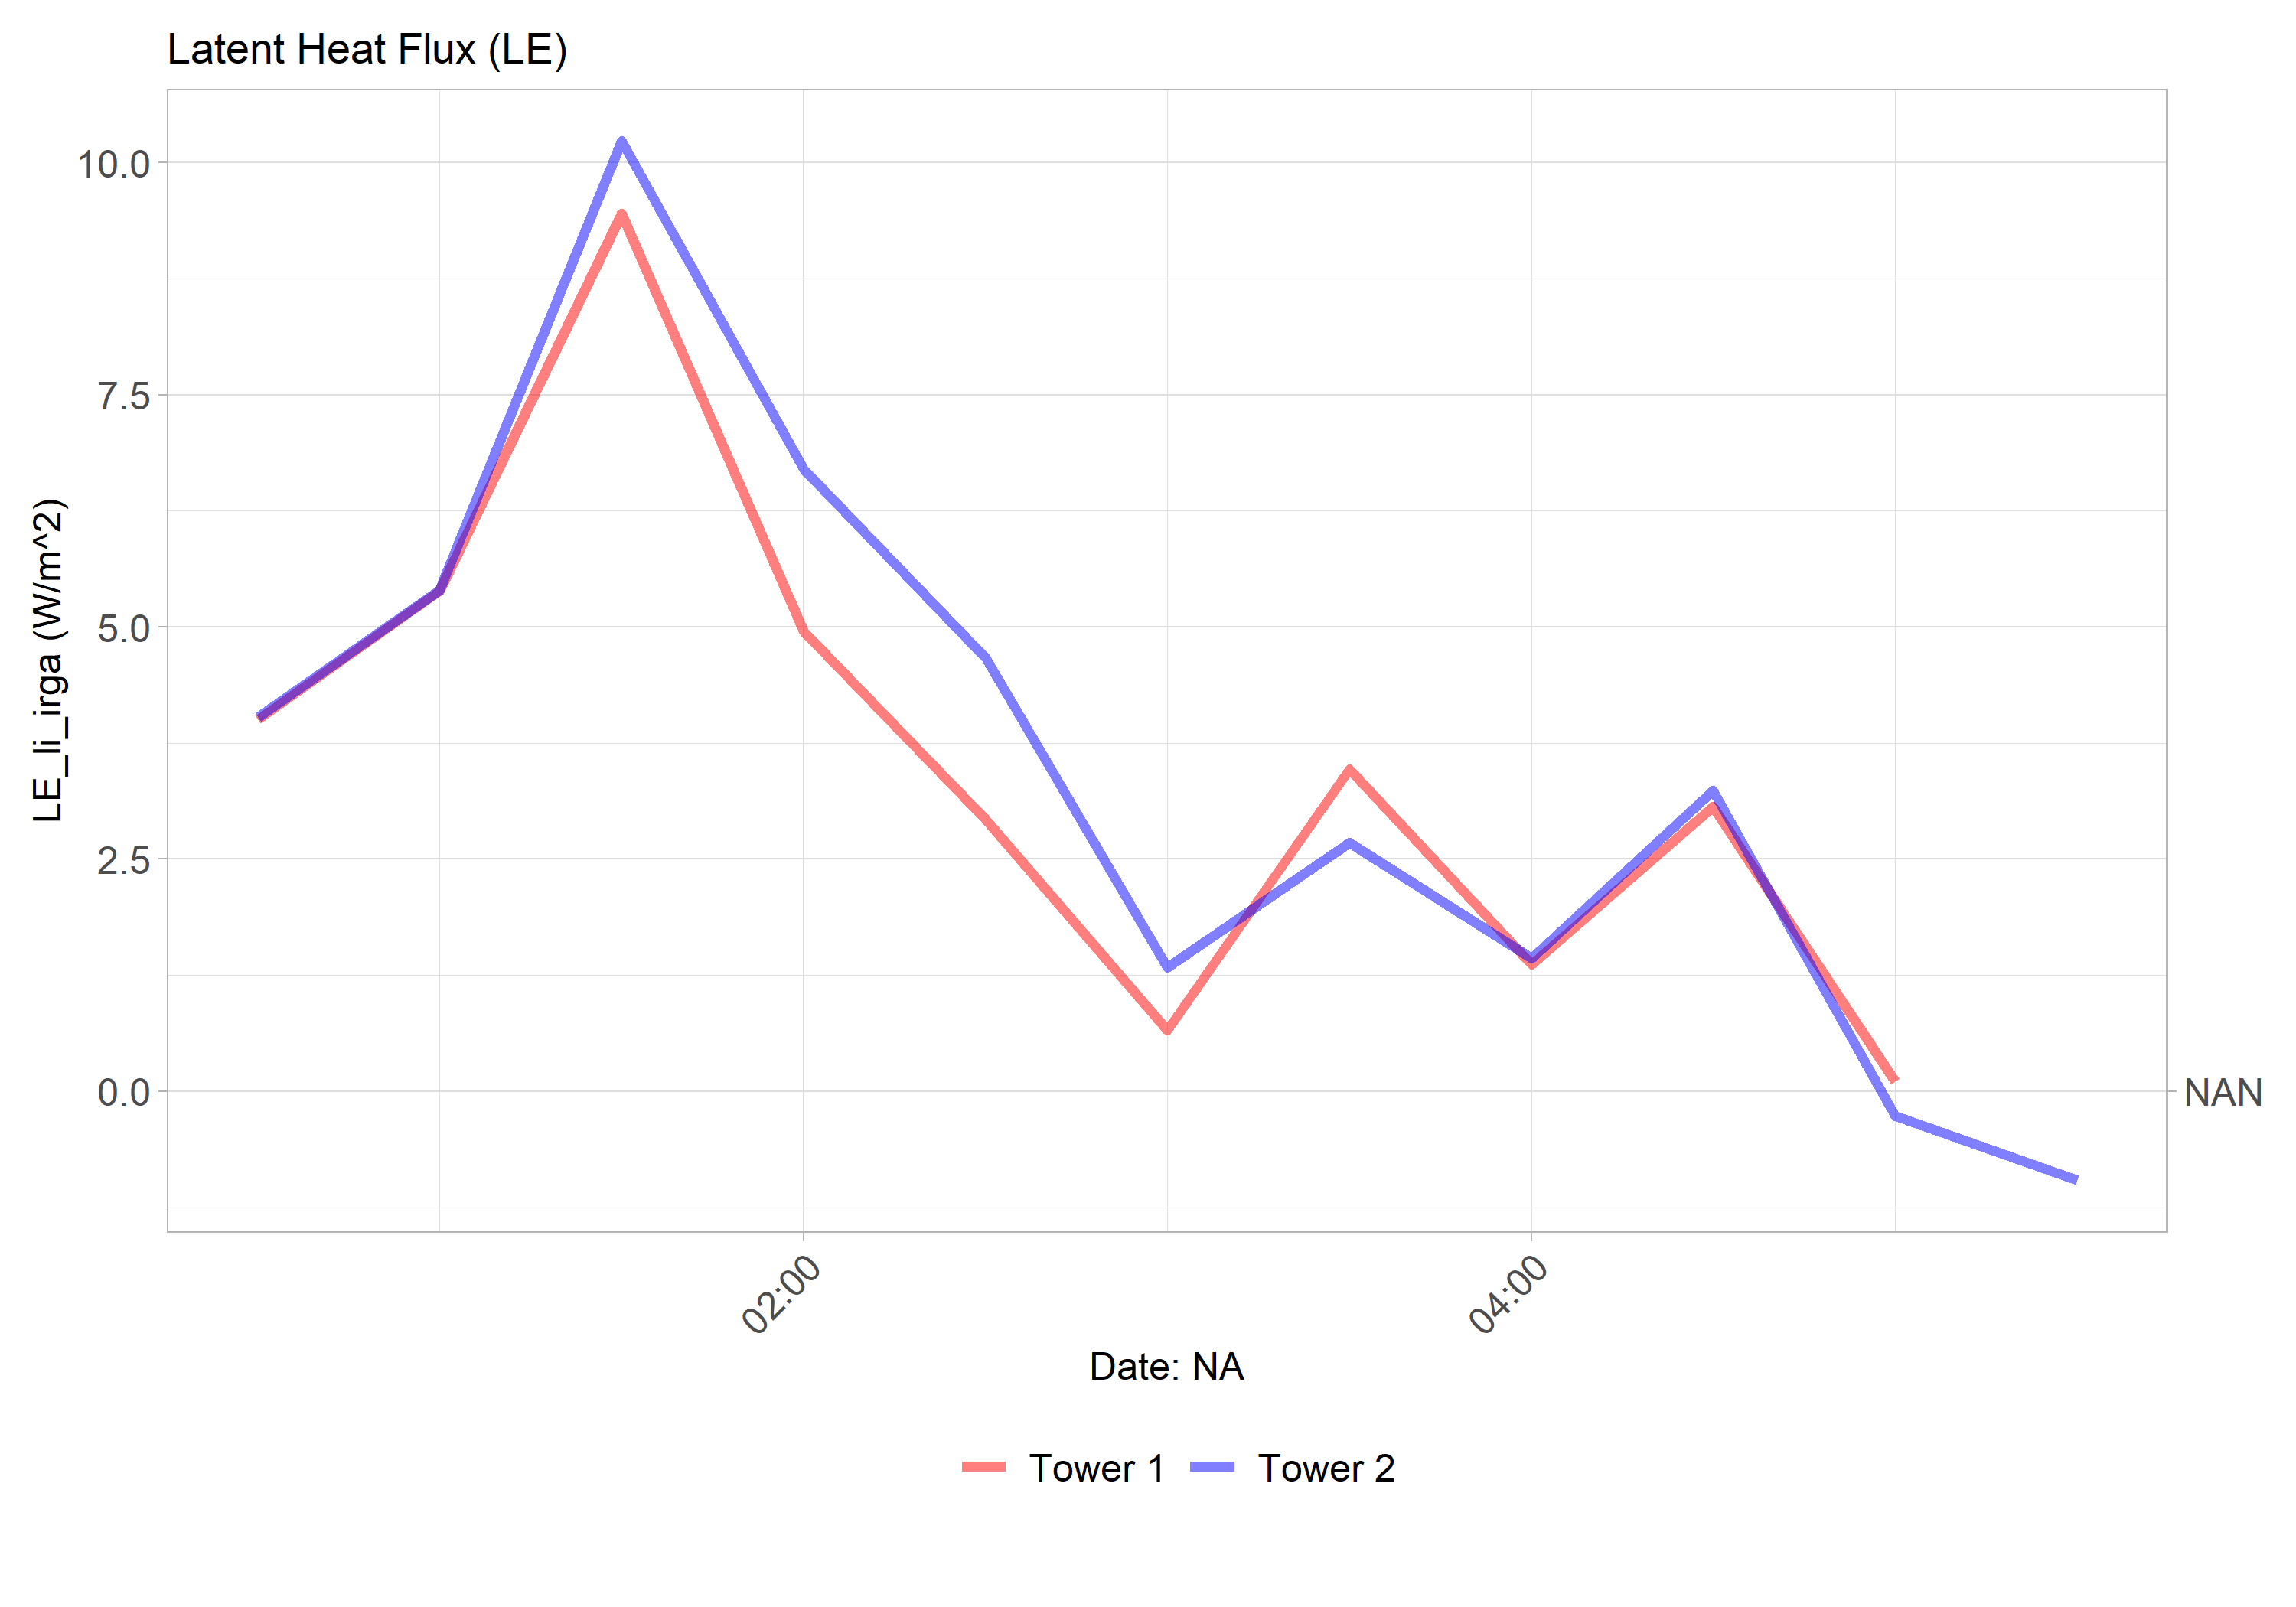 Latent Heat Flux (LE)
LE_li_irga (W/m^2)
10.0
7.5
5.0
2.5
0.0
NAN
02:00
04:00
Date: NA
Tower 1
Tower 2